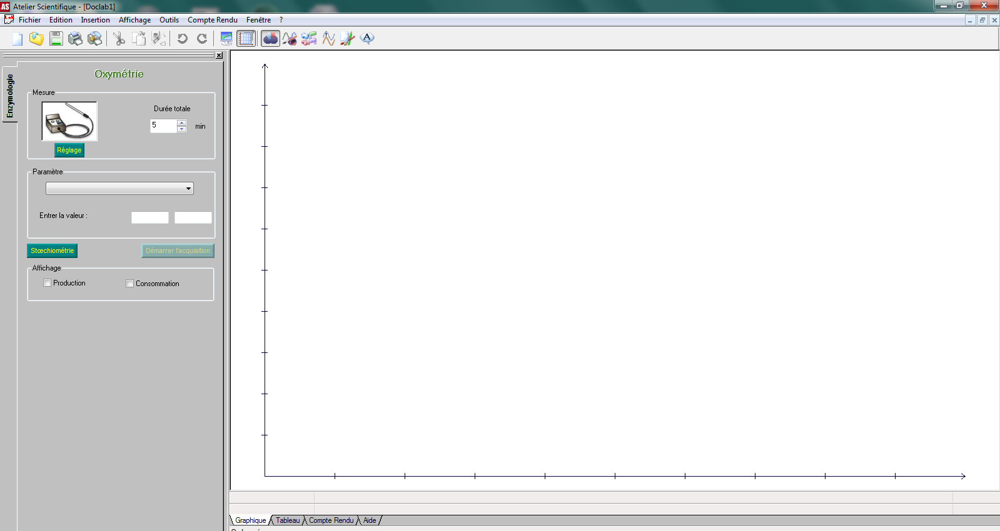 AS Atelier Scientifique - [Doclab1]
Fichier Edition Insertion Affichage Outils Compte Rendu Fenêtre ?
A
Enzymologie
Oxymétrie
Mesure
Durée totale
5 min
Réglage
Paramètre
Entrer la valeur :
Stœchiométrie Démarrer l'acquisition
Affichage
Production Consommation
Graphique Tableau Compte Rendu Aide